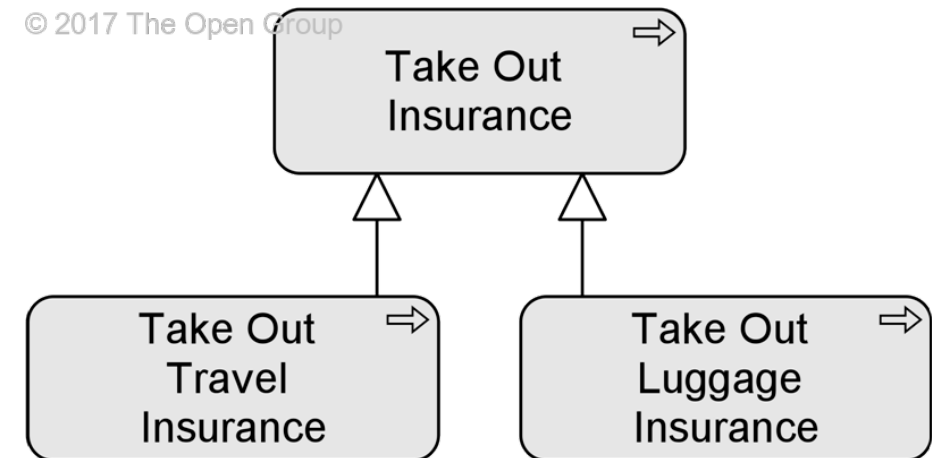 © 2017 The Open Group
Take Out
Insurance
Take Out
Travel
Insurance
Take Out
Luggage
Insurance